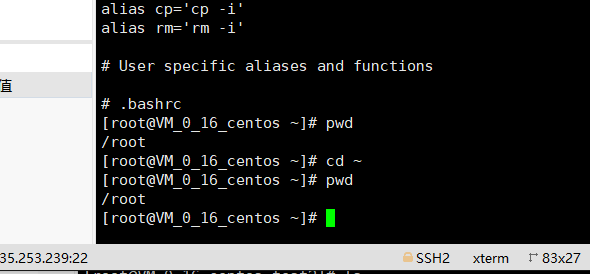 alias cp='cp -i'
alias rm='rm -i'
# User specific aliases and functions
值
# .bashrc
[root@VM_0_16_centos ~]# pwd
/root
[root@VM_0_16_centos ~]# cd ~
[root@VM_0_16_centos ~]# pwd
/root
[root@VM_0_16_centos ~]#
35.253.239:22 SSH2 xterm 83x27